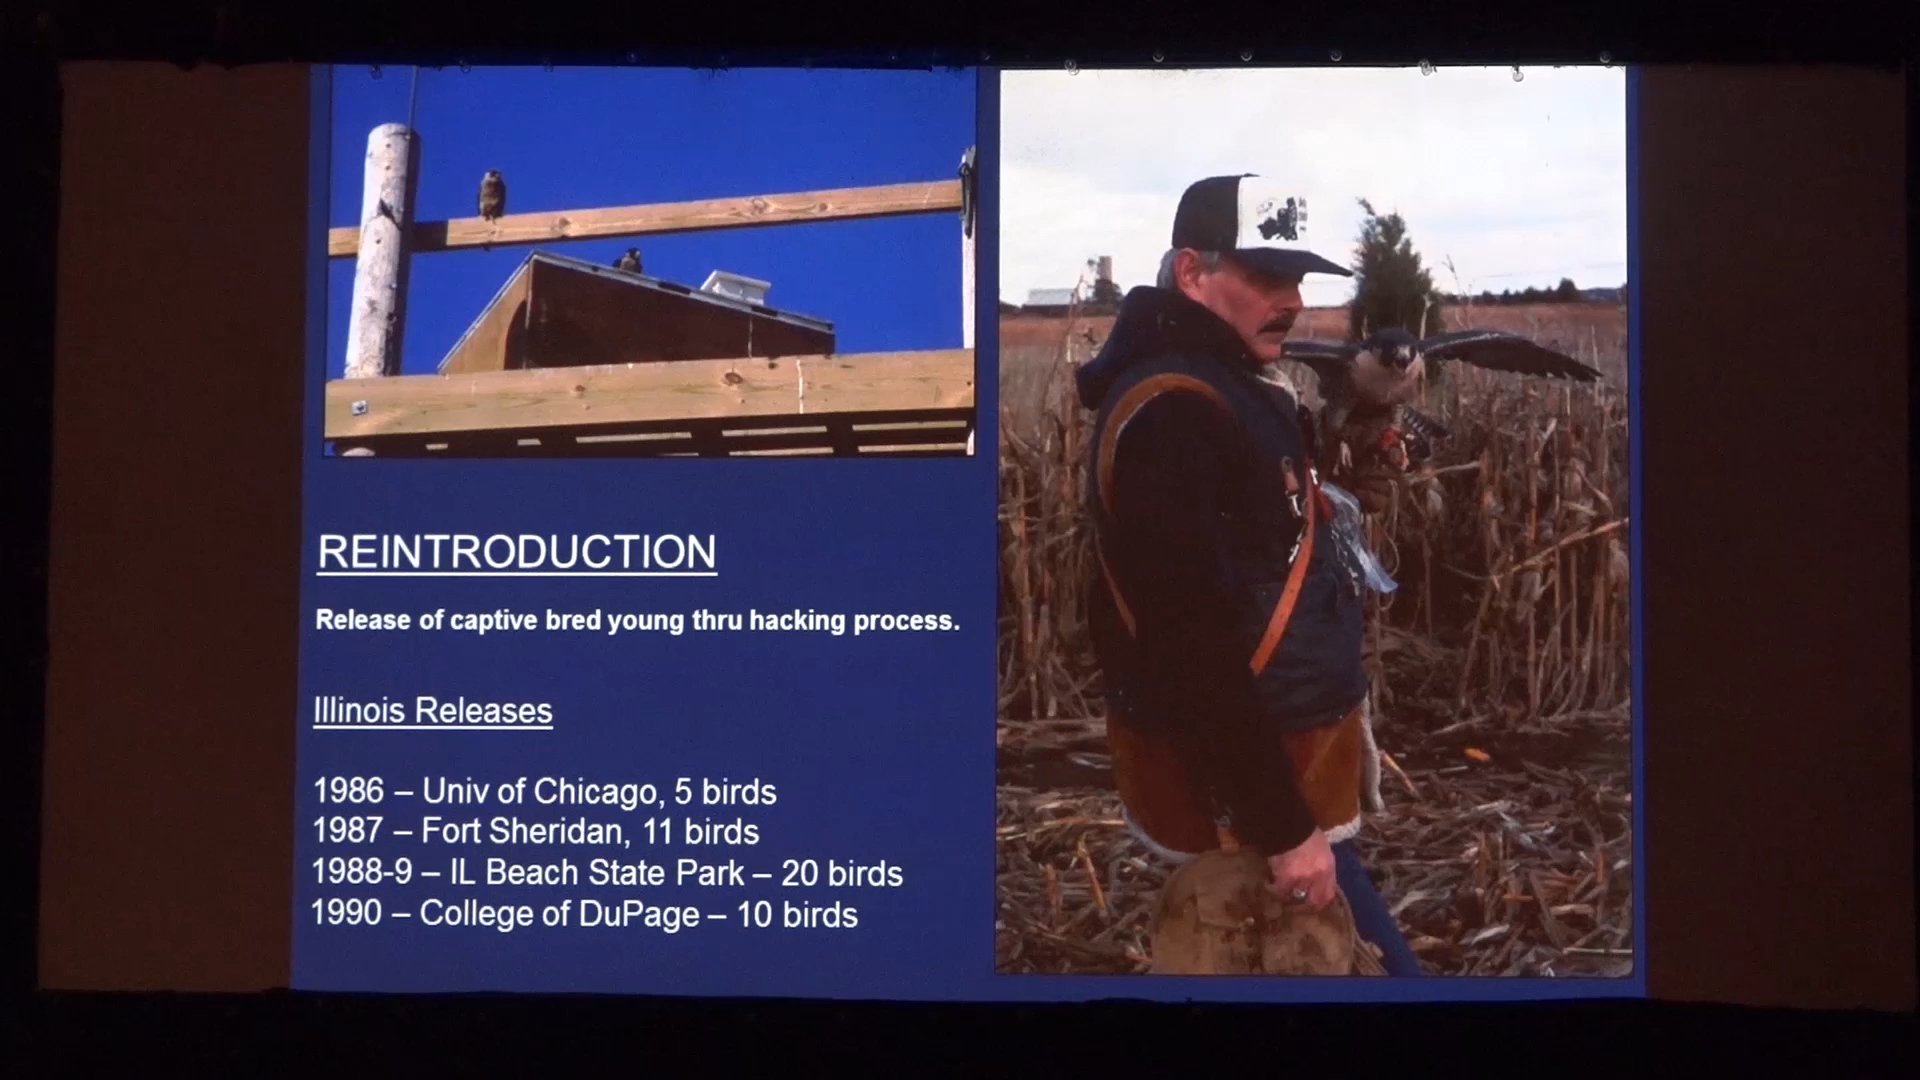 REINTRODUCTION
Release of captive bred young thru hacking process.
Illinois Releases
1986 – Univ of Chicago, 5 birds
1987 – Fort Sheridan, 11 birds
1988-9 – IL Beach State Park – 20 birds
1990 – College of DuPage – 10 birds